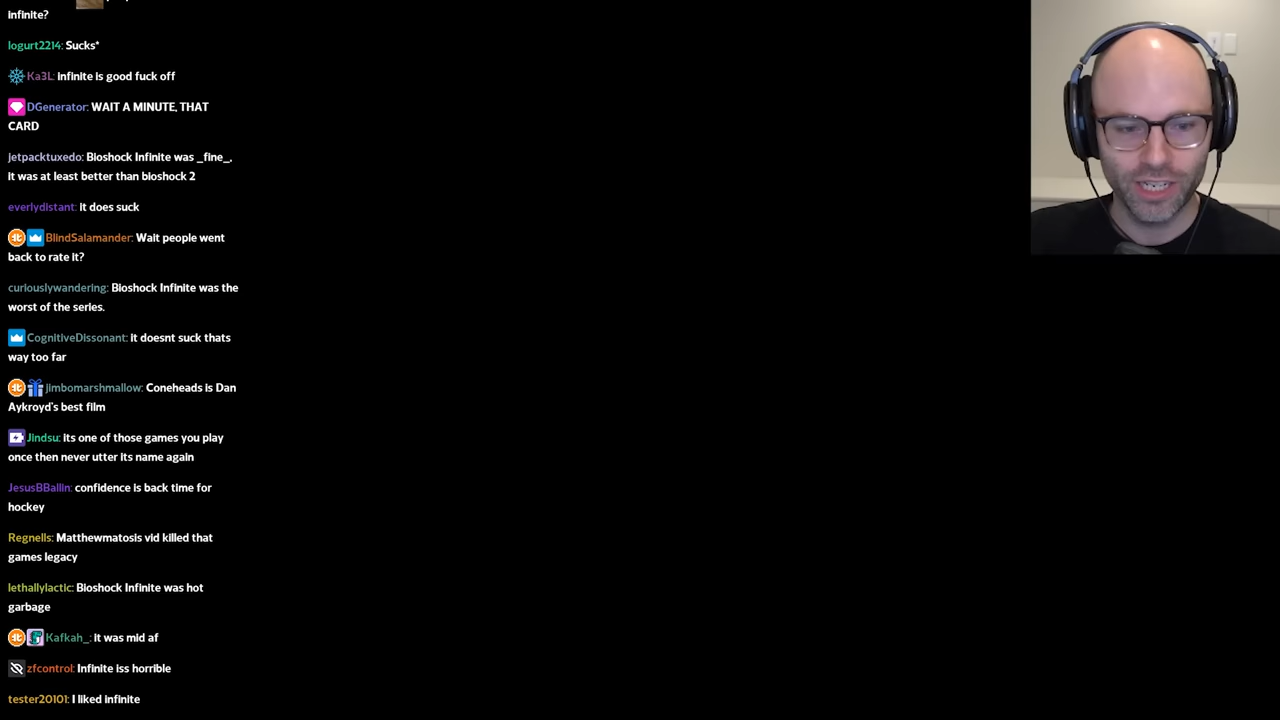 infinite?
logurt2214: Sucks*
Ka3L: infinite is good fuck off
DGenerator: WAIT A MINUTE, THAT
CARD
jetpacktuxedo: Bioshock Infinite was _fine_,
it was at least better than bioshock 2
everlydistant: it does suck
BlindSalamander: Wait people went
back to rate it?
curiouslywandering: Bioshock Infinite was the
worst of the series.
CognitiveDissonant: it doesnt suck thats
way too far
jimbomarshmallow: Coneheads is Dan
Aykroyd's best film
Jindsu: its one of those games you play
once then never utter its name again
JesusBBallin: confidence is back time for
hockey
Regnells: Matthewmatosis vid killed that
games legacy
lethallylactic: Bioshock Infinite was hot
garbage
Kafkah_: It was mid af
zfcontrol: Infinite iss horrible
tester20101: I liked infinite